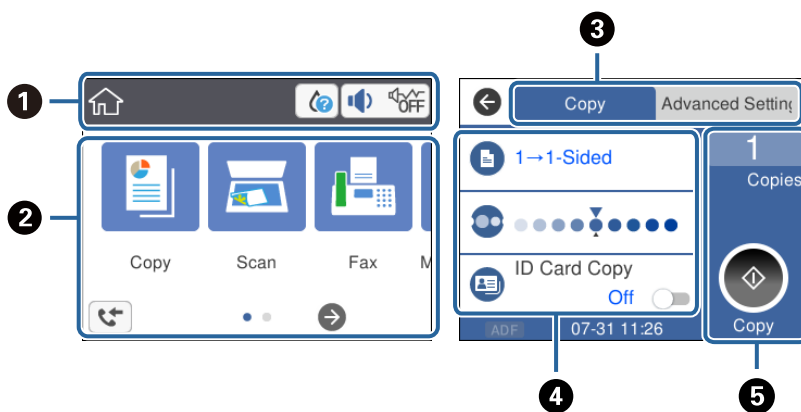 3
1
OFF
Copy
Advanced Setting
1→1-Sided
1
Copies
2
Copy
Scan
Fax
M
ID Card Copy
Off
ADF
07-31 11:26
Copy
4
5